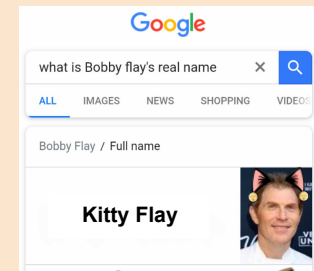 Google
what is Bobby flay's real name
ALL IMAGES NEWS SHOPPING VIDEOS
Bobby Flay / Full name
Kitty Flay